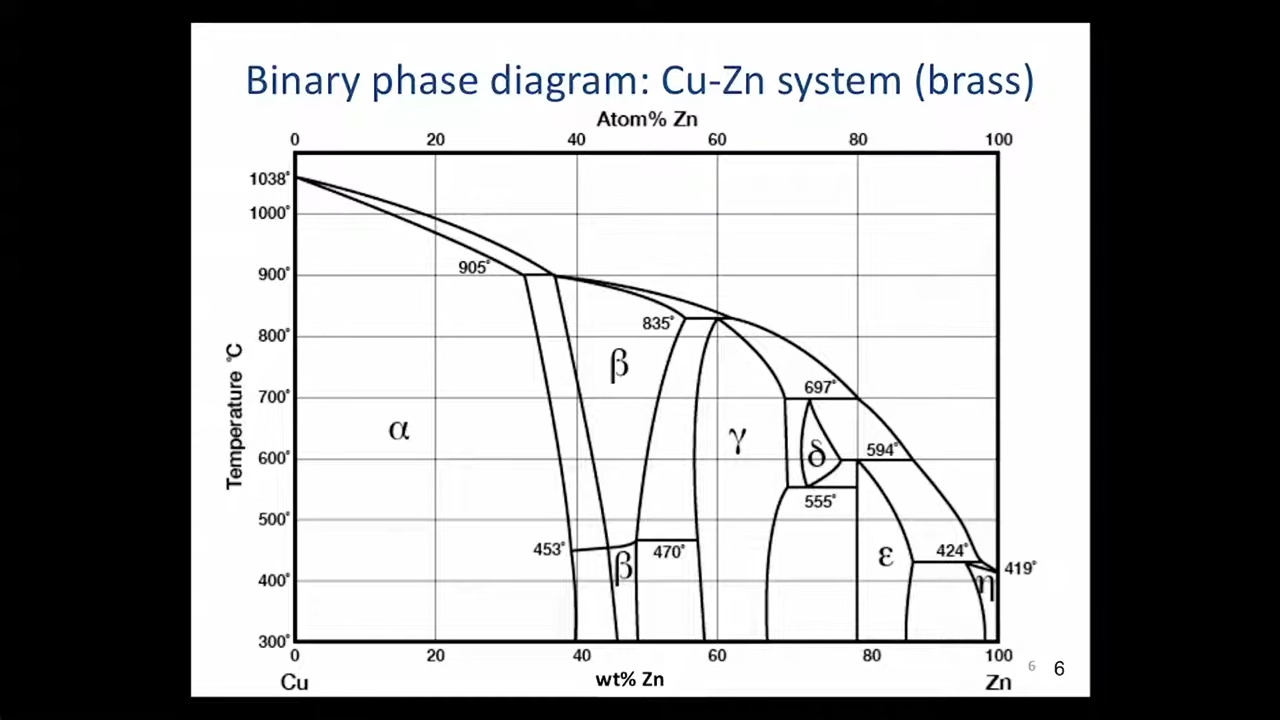 Binary phase diagram: Cu-Zn system (brass)
Atom% Zn
0 20 40 60 80 100
1038°
1000°
905°
900°
835°
800°
β
697°
700°
α
γ
δ
594°
600°
555°
500°
453°
470°
424°
ε
419°
β
η
400°
300°
Temperature °C
0 20 40 60 80 100
Cu
wt% Zn
Zn
6
6